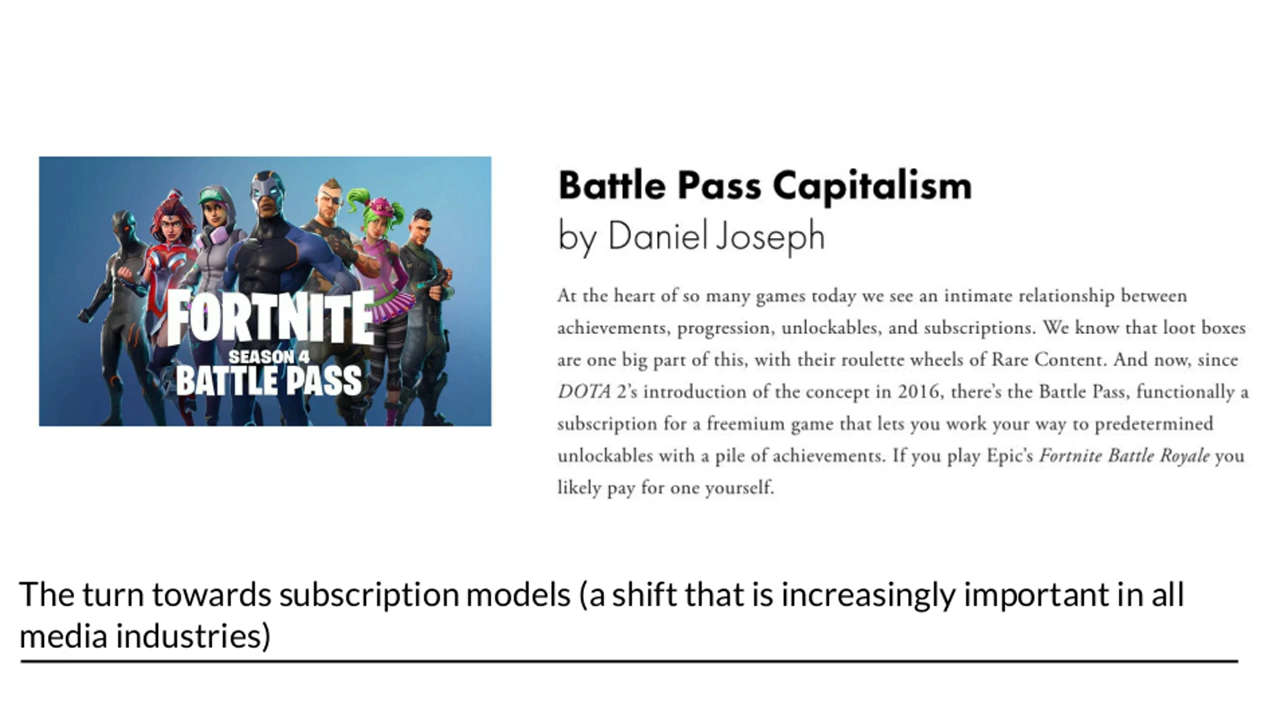 FORTNITE
SEASON 4
BATTLE PASS
Battle Pass Capitalism
by Daniel Joseph
At the heart of so many games today we see an intimate relationship between
achievements, progression, unlockables, and subscriptions. We know that loot boxes
are one big part of this, with their roulette wheels of Rare Content. And now, since
DOTA 2’s introduction of the concept in 2016, there’s the Battle Pass, functionally a
subscription for a freemium game that lets you work your way to predetermined
unlockables with a pile of achievements. If you play Epic’s Fortnite Battle Royale you
likely pay for one yourself.
The turn towards subscription models (a shift that is increasingly important in all
media industries)